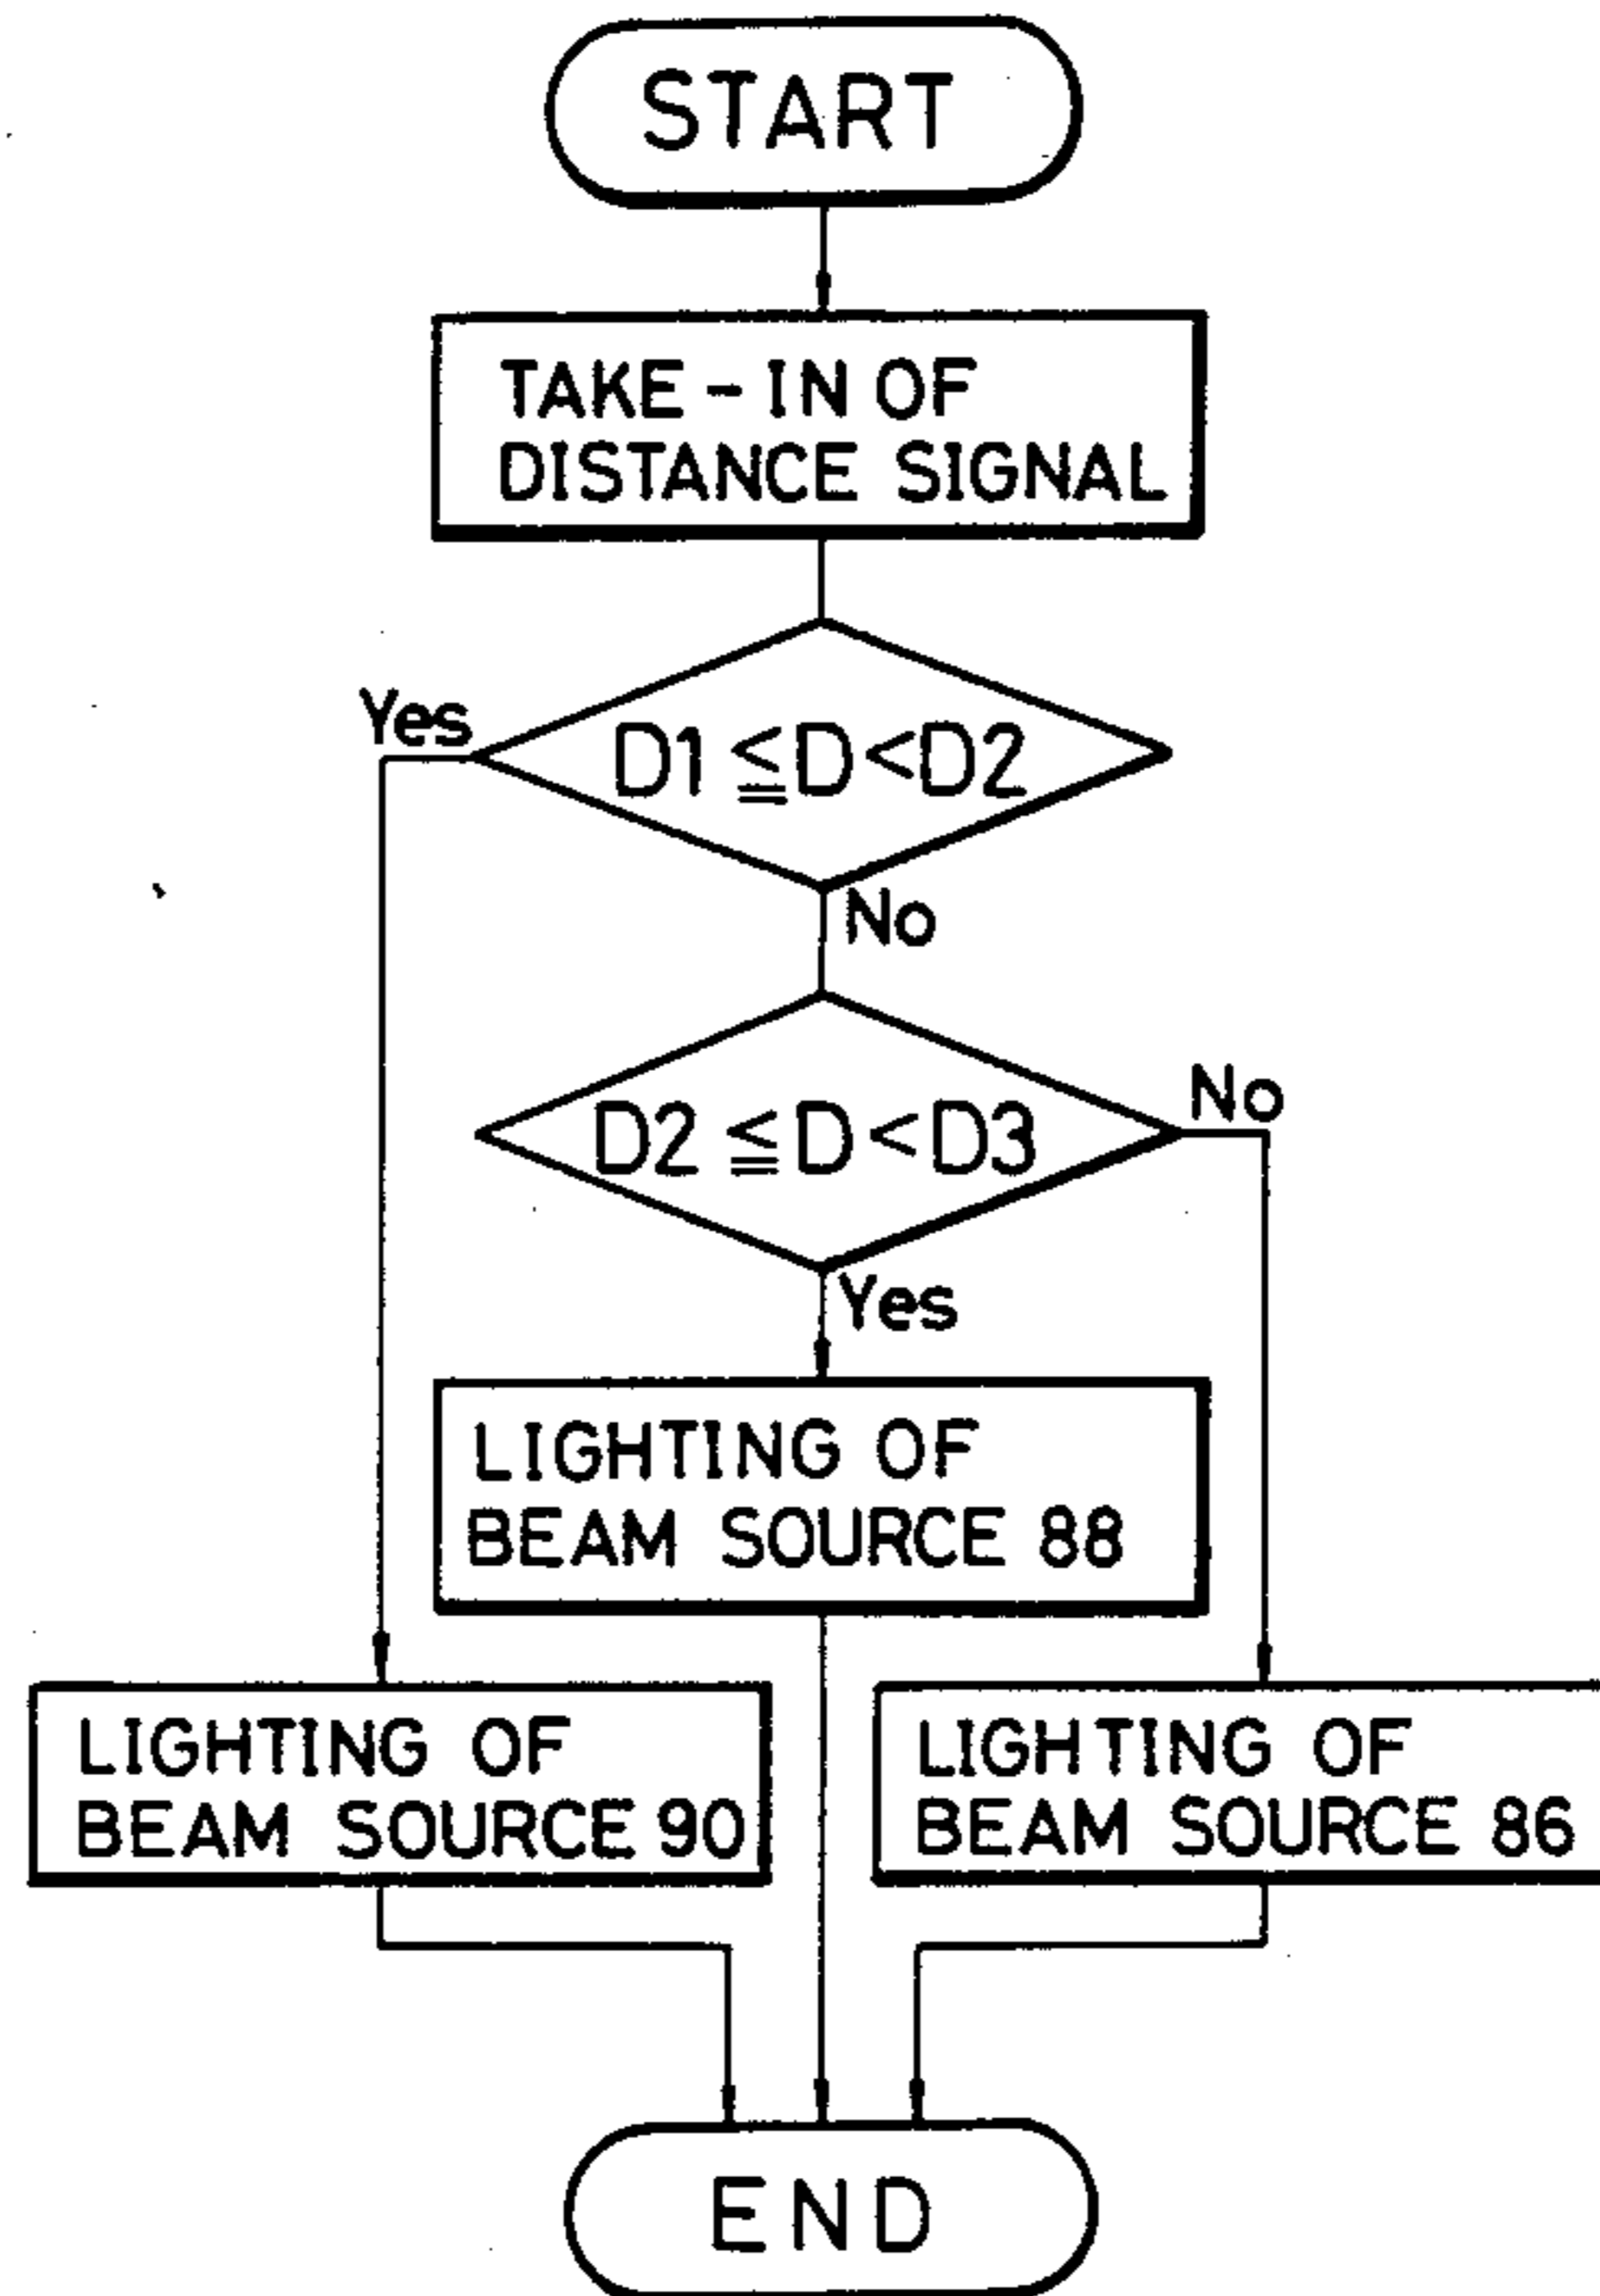 START
TAKE-IN OF
DISTANCE SIGNAL
Yes
D1 ≦ D < D2
No
D2 ≦ D < D3
No
Yes
LIGHTING OF
BEAM SOURCE 88
LIGHTING OF
BEAM SOURCE 90
LIGHTING OF
BEAM SOURCE 86
END